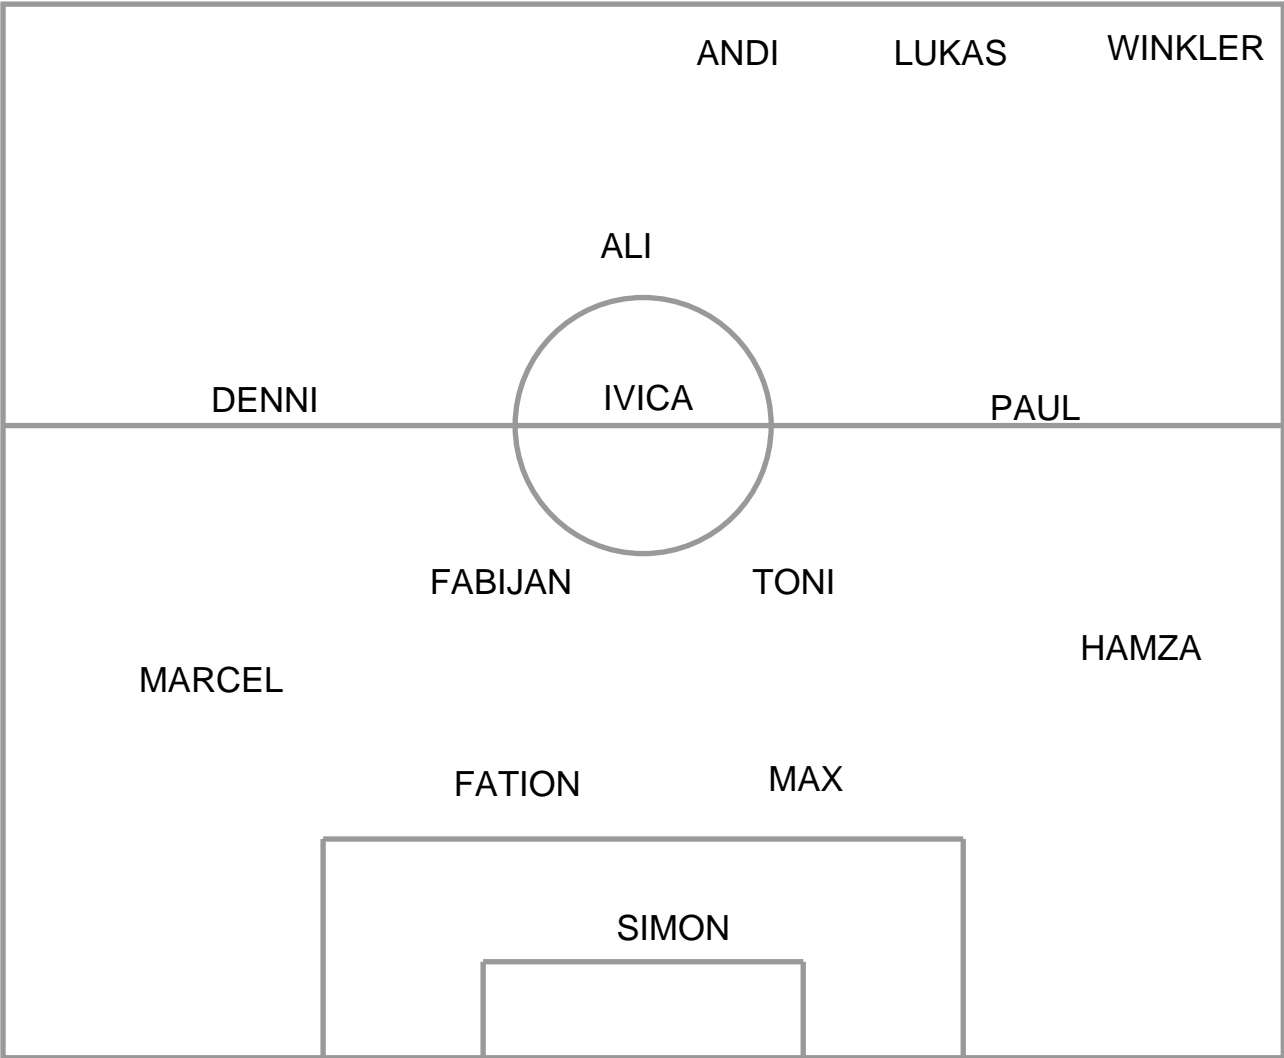 ANDI LUKAS WINKLER
ALI
DENNI IVICA PAUL
FABIJAN TONI
HAMZA
MARCEL
FATION MAX
SIMON